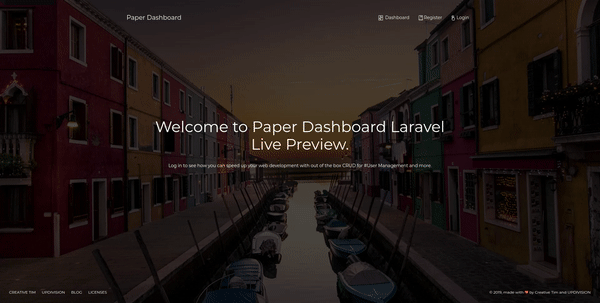 Paper Dashboard
Dashboard Register Login
Welcome to Paper Dashboard Laravel
Live Preview.
Log in to see how you can speed up your web development with out of the box CRUD for #User Management and more.
CREATIVE TIM UPDIVISION BLOG LICENSES
© 2019, made with ❤ by Creative Tim and UPDIVISION